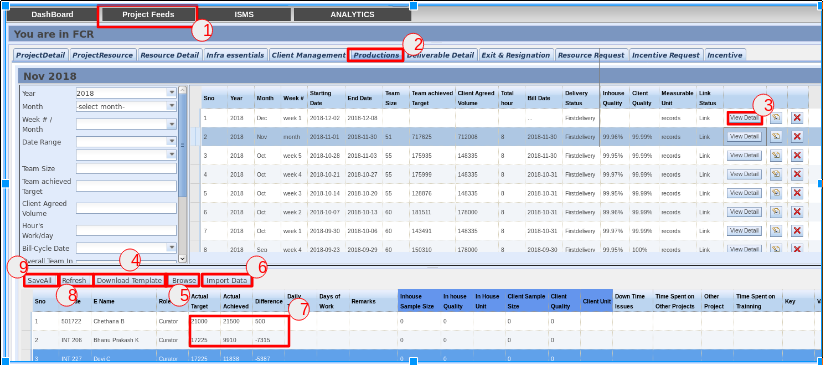 DashBoard Project Feeds ISMS ANALYTICS
1
You are in FCR
2
ProjectDetail ProjectResource Resource Detail Infra essentials Client Management Productions Deliverable Detail Exit & Resignation Resource Request Incentive Request Incentive
Nov 2018
Year 2018
Month -select month-
Week # / Month
Date Range
Team Size
Team achieved Target
Client Agreed Volume
Hour's Work/day
Bill-Cycle Date
Overall Team In
Sno Year Month Week # Starting Date End Date Team Size Team achieved Target Client Agreed Volume Total hour Bill Date Delivery Status Inhouse Quality Client Quality Measurable Unit Link Status
3
1 2018 Dec week 1 2018-12-02 2018-12-08 ... Firstdelivery records Link View Detail
2 2018 Nov month 2018-11-01 2018-11-30 51 717625 712008 8 2018-11-30 Firstdelivery 99.96% 99.99% records Link View Detail
3 2018 Oct week 5 2018-10-28 2018-11-03 55 175935 148335 8 2018-11-30 Firstdelivery 99.95% 99.99% records Link View Detail
4 2018 Oct week 4 2018-10-21 2018-10-27 55 175999 148335 8 2018-10-31 Firstdelivery 99.97% 99.99% records Link View Detail
5 2018 Oct week 3 2018-10-14 2018-10-20 55 128876 148335 8 2018-10-31 Firstdelivery 99.95% 99.99% records Link View Detail
6 2018 Oct week 2 2018-10-07 2018-10-13 60 181511 178000 8 2018-10-31 Firstdelivery 99.96% 99.99% records Link View Detail
7 2018 Oct week 1 2018-09-30 2018-10-06 60 143491 148335 8 2018-10-31 Firstdelivery 99.97% 99.99% records Link View Detail
8 2018 Sep week 4 2018-09-23 2018-09-29 60 150310 178000 8 2018-09-30 Firstdelivery 99.95% 100% records Link View Detail
9 4 6
SaveAll Refresh Download Template Browse Import Data
8 5 7
Sno E Name Role Actual Target Actual Achieved Difference Daily Days of Work Remarks Inhouse Sample Size In house Quality In House Unit Client Sample Size Client Quality Client Unit Down Time Issues Time Spent on Other Projects Other Project Time Spent on Trainning Key
1 501722 Chethana B Curator 21000 21500 500 0 0 0 0
2 INT 206 Bhanu Prakash K Curator 17225 9910 -7315 0 0 0 0
3 INT 227 Devi C Curator 17225 11838 -5387 0 0 0 0